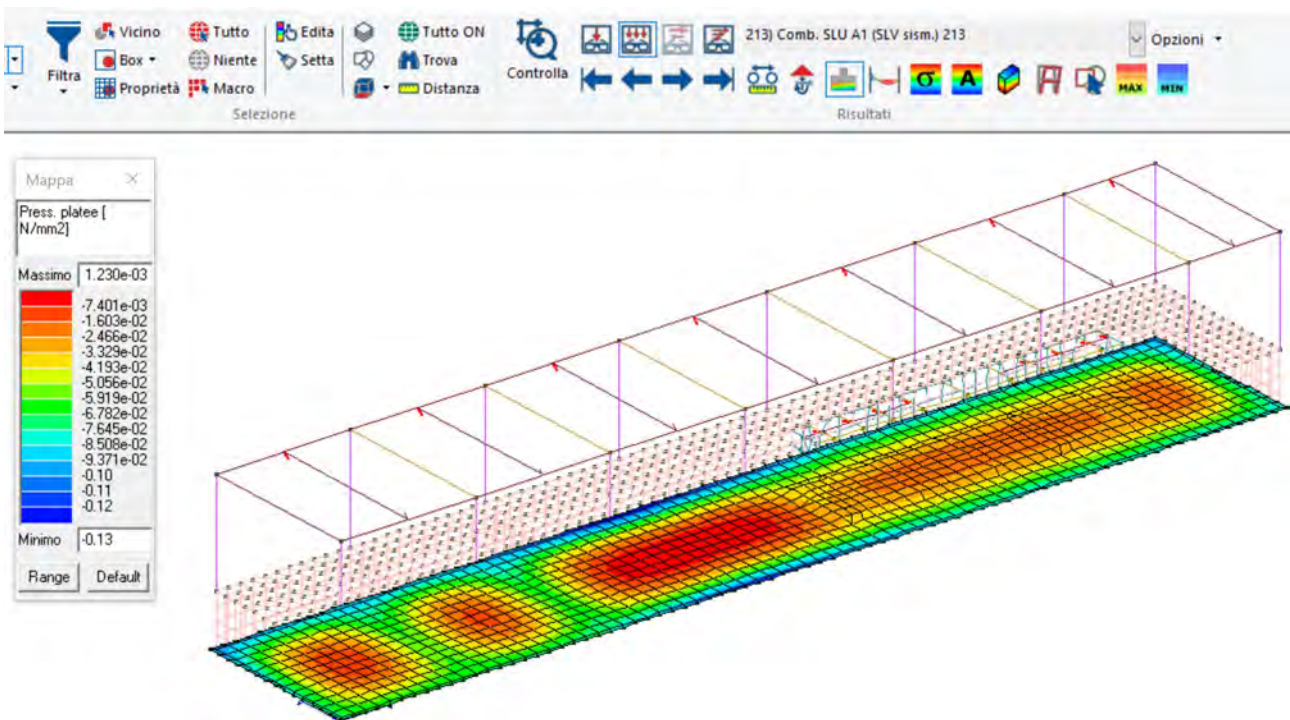 Filtra
Vicino
Box
Proprietà
Tutto
Niente
Macro
Edita
Setta
Tutto ON
Trova
Distanza
Selezione
Controlla
213) Comb. SLU A1 (SLV sism.) 213
Opzioni
σ
A
MAX
MIN
Risultati
Mappa
Press. platee [
N/mm2]
Massimo 1.230e-03
-7.401e-03
-1.603e-02
-2.466e-02
-3.329e-02
-4.193e-02
-5.056e-02
-5.919e-02
-6.782e-02
-7.645e-02
-8.508e-02
-9.371e-02
-0.10
-0.11
-0.12
Minimo -0.13
Range Default